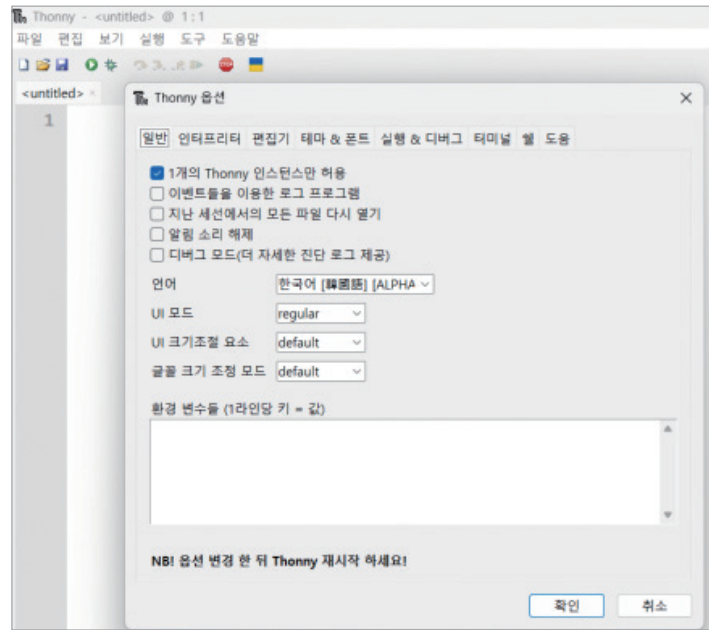 Thonny - <untitled> @ 1 : 1
파일 편집 보기 실행 도구 도움말
<untitled> ×
1
Thonny 옵션
일반 인터프리터 편집기 테마 & 폰트 실행 & 디버그 터미널 쉘 도움
1개의 Thonny 인스턴스만 허용
이벤트들을 이용한 로그 프로그램
지난 세션에서의 모든 파일 다시 열기
알림 소리 해제
디버그 모드(더 자세한 진단 로그 제공)
언어 한국어 [韓國語] [ALPHA
UI 모드 regular
UI 크기조절 요소 default
글꼴 크기 조정 모드 default
환경 변수들 (1라인당 키 = 값)
NB! 옵션 변경 한 뒤 Thonny 재시작 하세요!
확인 취소